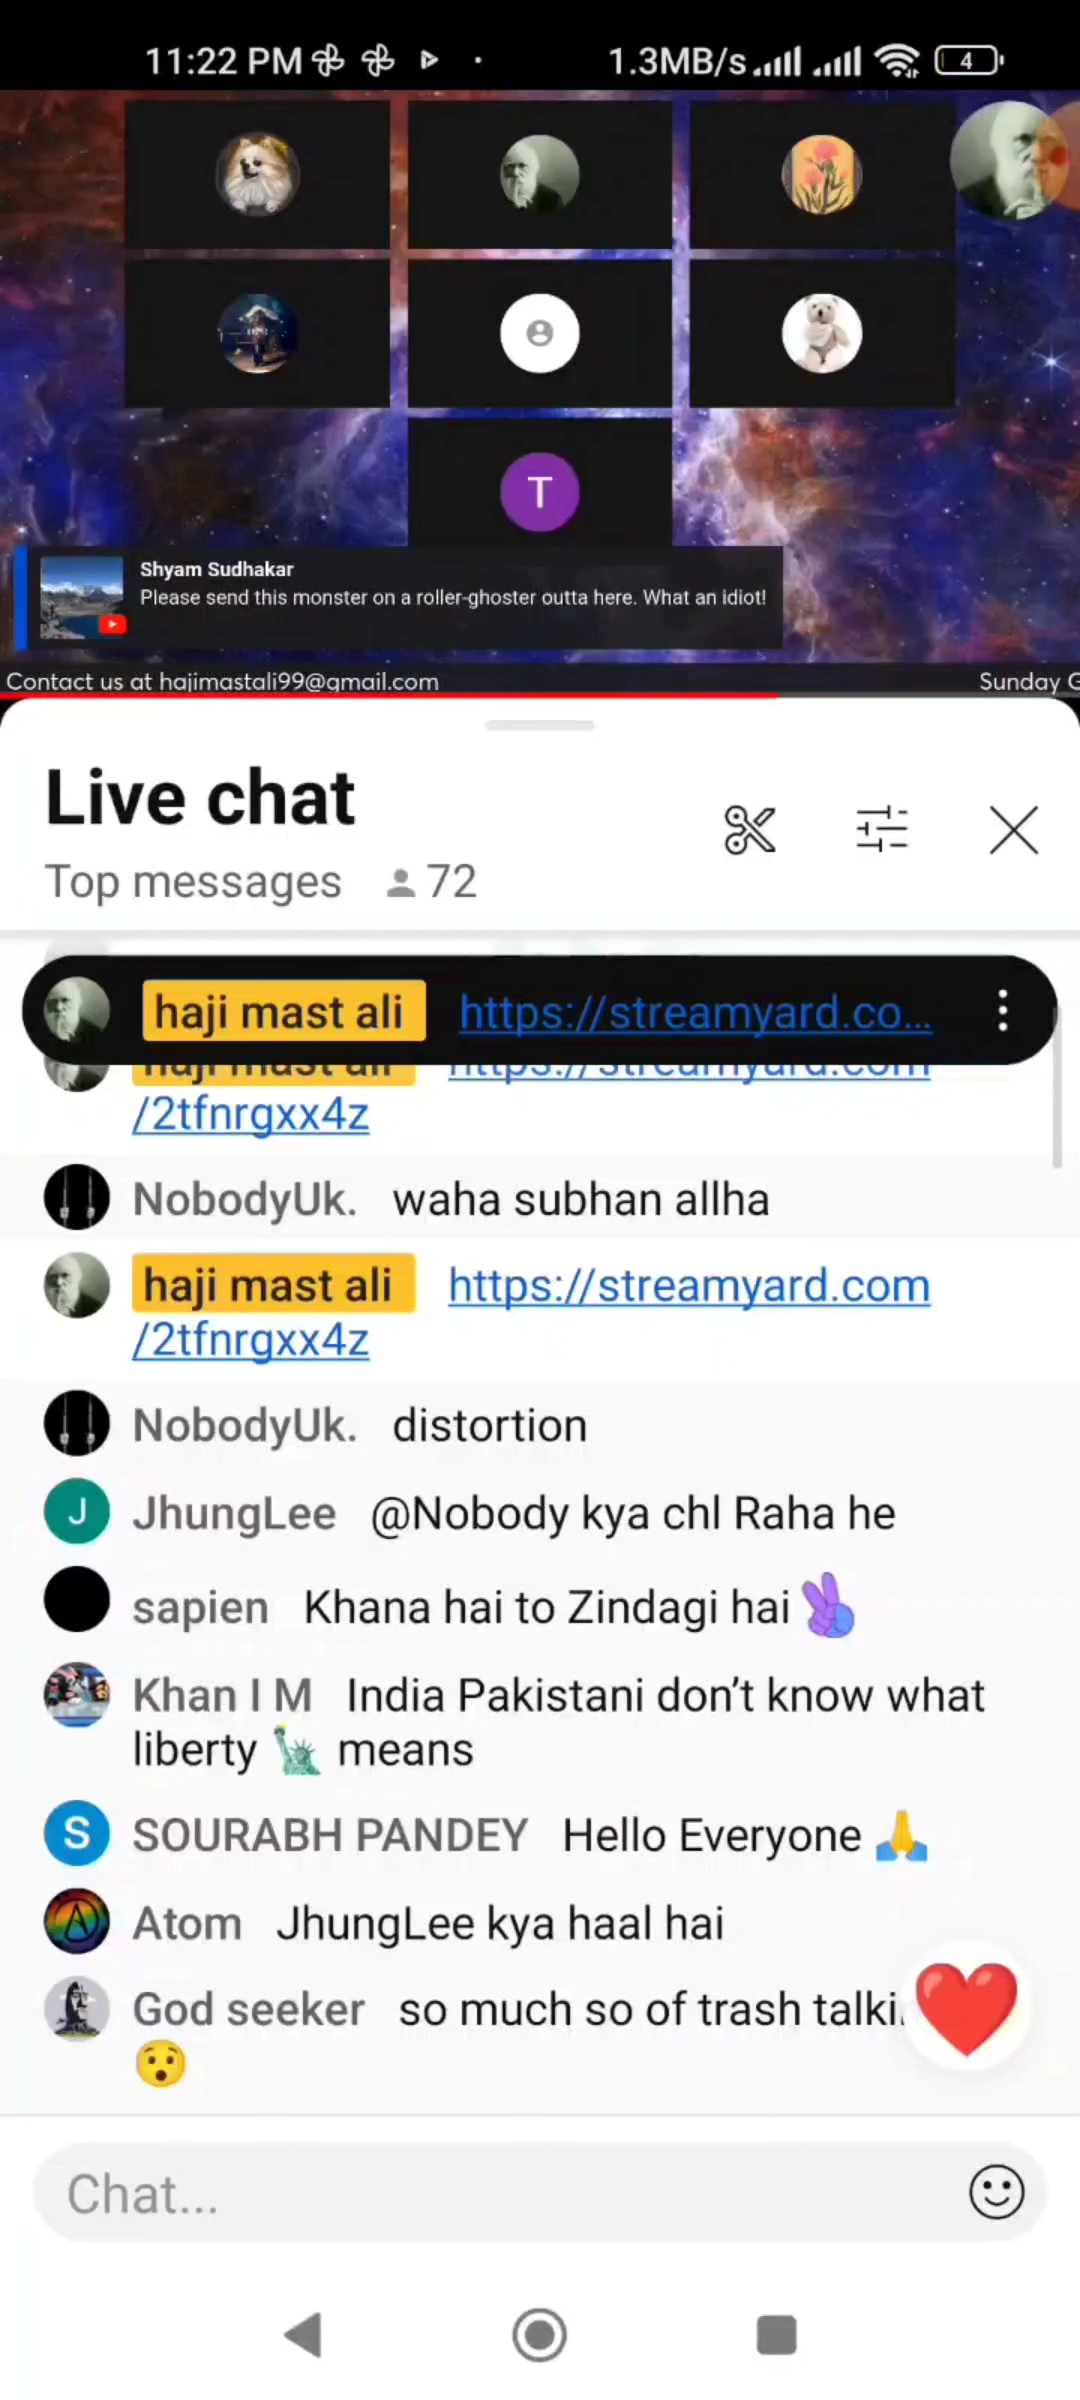 11:22 PM
1.3MB/s
4
T
Shyam Sudhakar
Please send this monster on a roller-ghoster outta here. What an idiot!
Contact us at hajimastali99@gmail.com
Sunday
Live chat
Top messages 72
haji mast ali https://streamyard.co...
haji mast ali https://streamyard.com
/2tfnrgxx4z
NobodyUk. waha subhan allha
haji mast ali https://streamyard.com
/2tfnrgxx4z
NobodyUk. distortion
J JhungLee @Nobody kya chl Raha he
sapien Khana hai to Zindagi hai✌
Khan I M India Pakistani don’t know what
liberty 🗽 means
S SOURABH PANDEY Hello Everyone 🙏
Atom JhungLee kya haal hai
God seeker so much so of trash talki
😯
Chat...